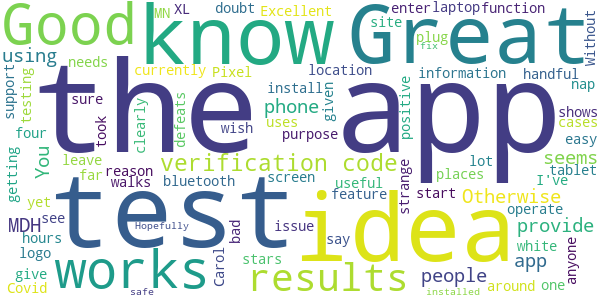 Good know Great
MN XL doubt Excellent site enter laptop function without
using plug fix
support testing needs currently Pixel location information handful
the app
sure install phone given positive shows nap
took clearly defeats uses wish purpose cases
four You verification code seems easy
getting leave reason far walks bluetooth screen useful lot strange places I've tablet
yet test idea feature start Otherwise operate
MDH see Hopefully issue say people provide
hours works Carol bad white anyone
logo stars app
give results around one
Covid safe installed